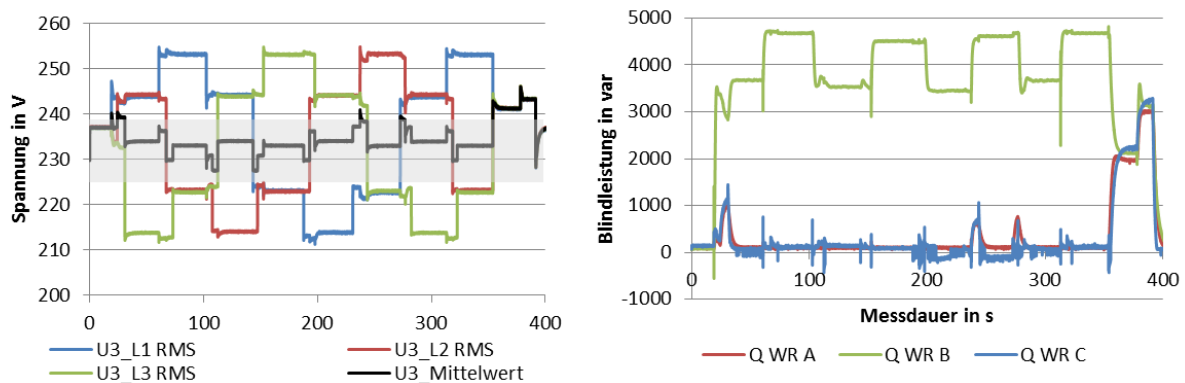 Spannung in V
260
250
240
230
220
210
200
0
100
200
300
400
U3_L1 RMS
U3_L2 RMS
U3_L3 RMS
U3_Mittelwert
Blindleistung in var
5000
4000
3000
2000
1000
0
-1000
0
100
200
300
400
Messdauer in s
Q WR A
Q WR B
Q WR C